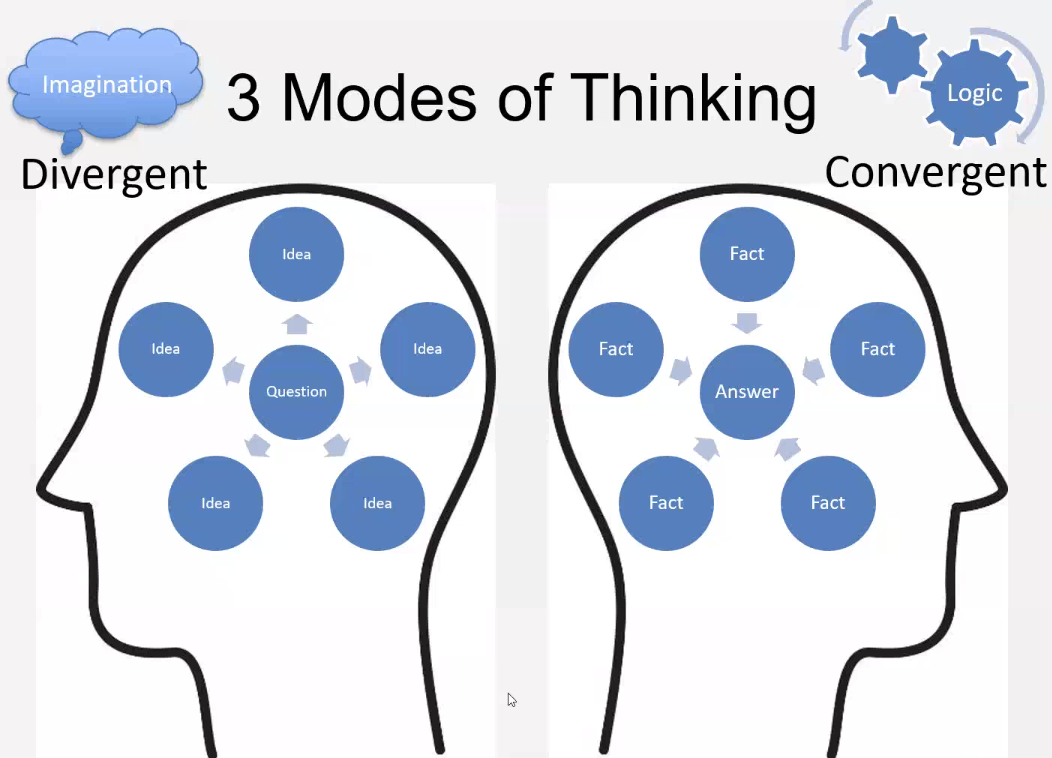 Imagination
3 Modes of Thinking
Logic
Divergent
Convergent
Idea
Idea
Idea
Question
Idea
Idea
Fact
Fact
Fact
Answer
Fact
Fact